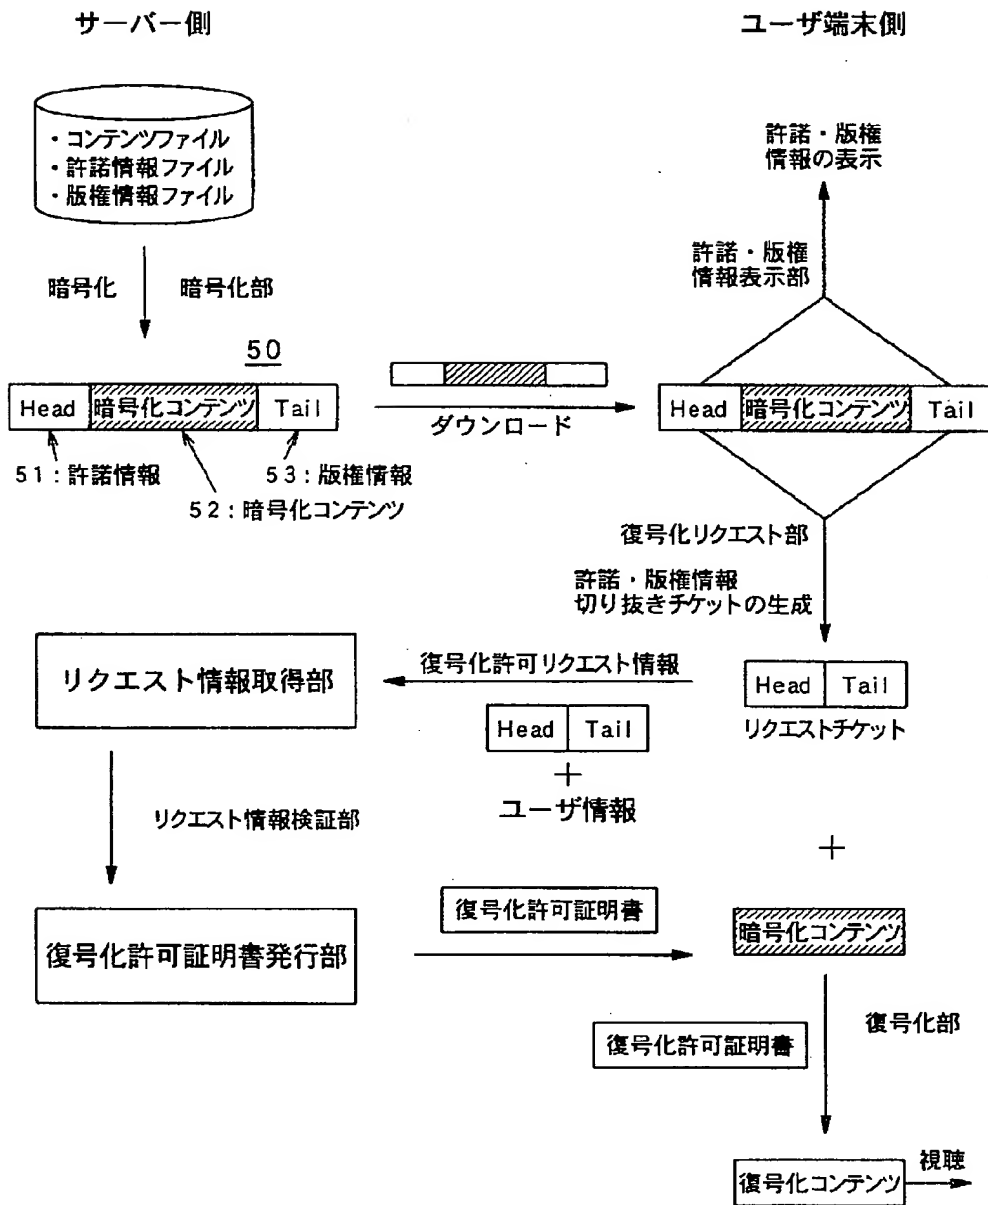 サーバー側
ユーザ端末側
・コンテンツファイル
・許諾情報ファイル
・版権情報ファイル
許諾・版権
情報の表示
許諾・版権
情報表示部
暗号化
暗号化部
50
Head
暗号化コンテンツ
Tail
ダウンロード
Head
暗号化コンテンツ
Tail
51:許諾情報
53:版権情報
52:暗号化コンテンツ
復号化リクエスト部
許諾・版権情報
切り抜きチケットの生成
リクエスト情報取得部
復号化許可リクエスト情報
Head
Tail
リクエストチケット
Head
Tail
+
ユーザ情報
リクエスト情報検証部
+
復号化許可証明書発行部
復号化許可証明書
暗号化コンテンツ
復号化許可証明書
復号化部
復号化コンテンツ
視聴